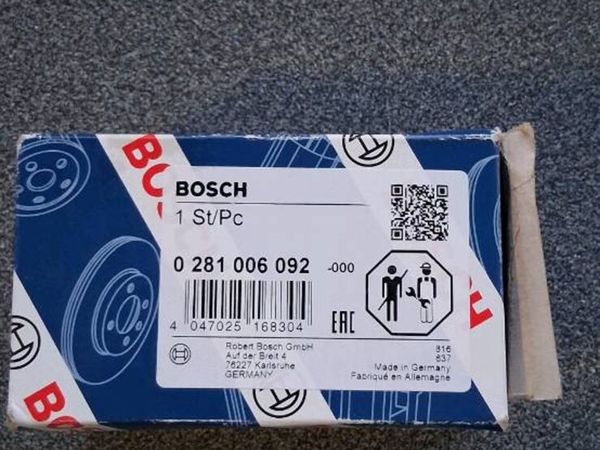 BOSCH
BOSCH
1 St/Pc
0 281 006 092 -000
4 047025 168304
EAC
Robert Bosch GmbH
Auf der Breit 4
76227 Karlsruhe
GERMANY
816
837
Made in Germany
Fabriqué en Allemagne